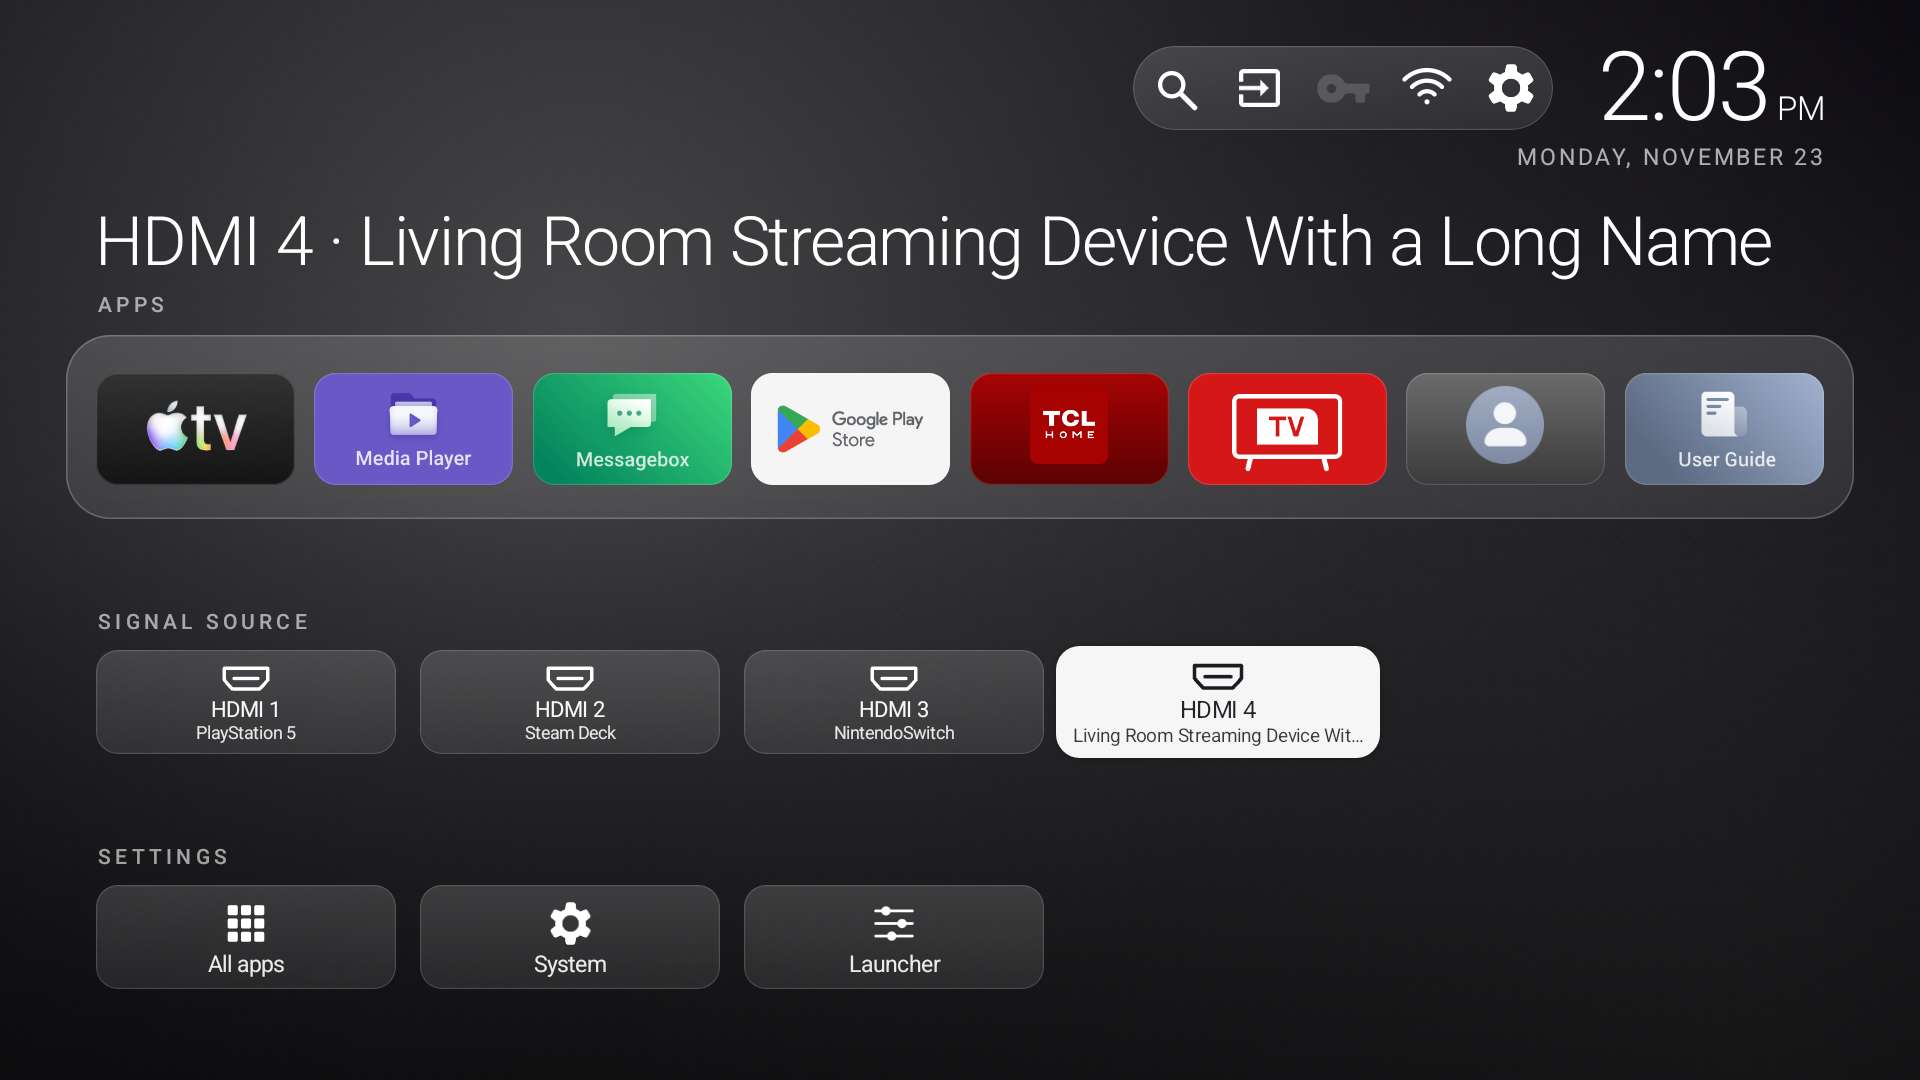 2:03 PM
MONDAY, NOVEMBER 23
HDMI 4 · Living Room Streaming Device With a Long Name
APPS
tv
Media Player
Messagebox
Google Play
Store
TCL
HOME
TV
User Guide
SIGNAL SOURCE
HDMI 1
PlayStation 5
HDMI 2
Steam Deck
HDMI 3
NintendoSwitch
HDMI 4
Living Room Streaming Device Wit...
SETTINGS
All apps
System
Launcher